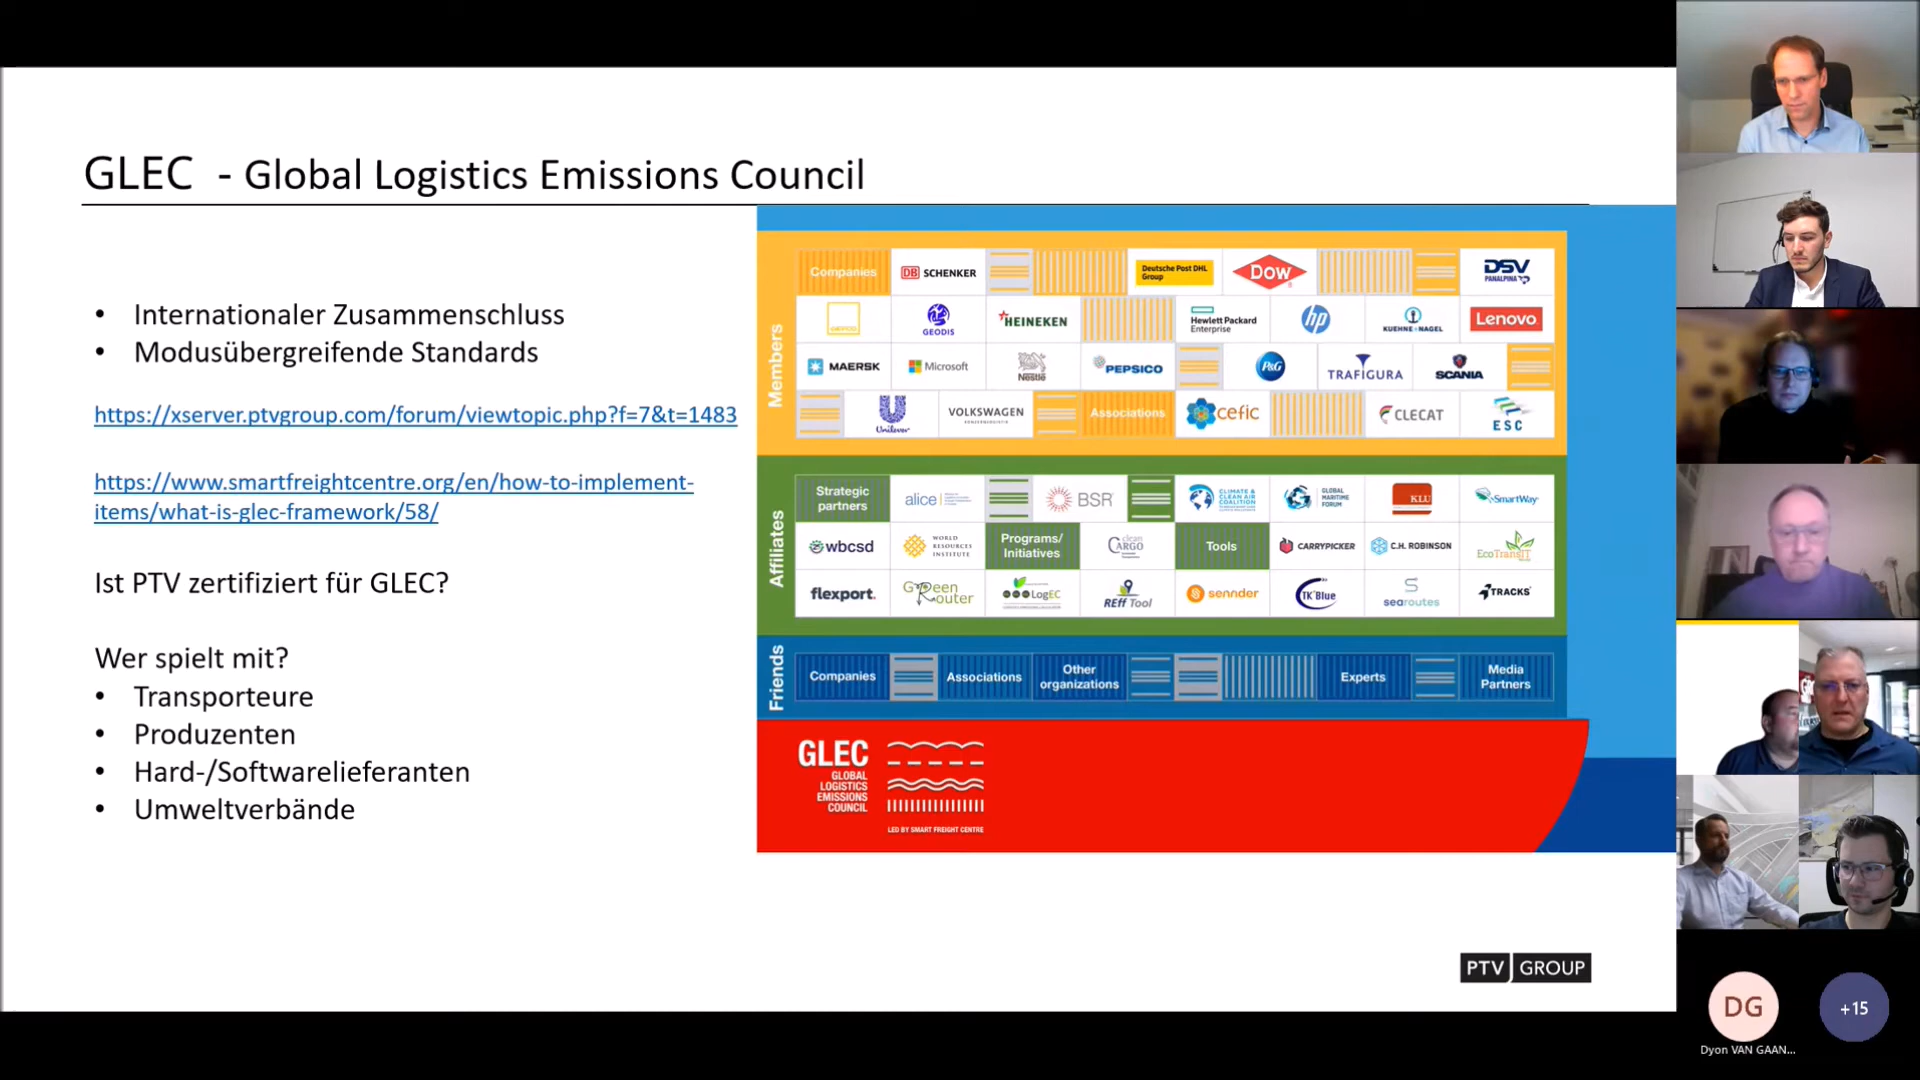 GLEC - Global Logistics Emissions Council
• Internationaler Zusammenschluss
• Modusübergreifende Standards
https://xserver.ptvgroup.com/forum/viewtopic.php?f=7&t=1483
https://www.smartfreightcentre.org/en/how-to-implement-
items/what-is-glec-framework/58/
Ist PTV zertifiziert für GLEC?
Wer spielt mit?
• Transporteure
• Produzenten
• Hard-/Softwarelieferanten
• Umweltverbände
Members
Companies
DB SCHENKER
Deutsche Post DHL
Group
Dow
DSV
PANALPINA
GEFCO
GEODIS
HEINEKEN
Hewlett Packard
Enterprise
hp
KUEHNE+NAGEL
Lenovo
MAERSK
Microsoft
Nestlé
PEPSICO
P&G
TRAFIGURA
SCANIA
Unilever
VOLKSWAGEN
KONZERNLOGISTIK
Associations
cefic
CLECAT
ESC
Affiliates
Strategic
partners
alice
BSR
CLIMATE &
CLEAN AIR
COALITION
GLOBAL
MARITIME
FORUM
KLU
SmartWay
wbcsd
WORLD
RESOURCES
INSTITUTE
Programs/
Initiatives
clean
CARGO
Tools
CARRYPICKER
C.H. ROBINSON
EcoTransIT
flexport.
GReen
Router
LogEC
REff Tool
sennder
TK'Blue
searoutes
TRACKS
Friends
Companies
Associations
Other
organizations
Experts
Media
Partners
GLEC
GLOBAL
LOGISTICS
EMISSIONS
COUNCIL
LED BY SMART FREIGHT CENTRE
PTV GROUP
DG
+15
Dyon VAN GAAN...